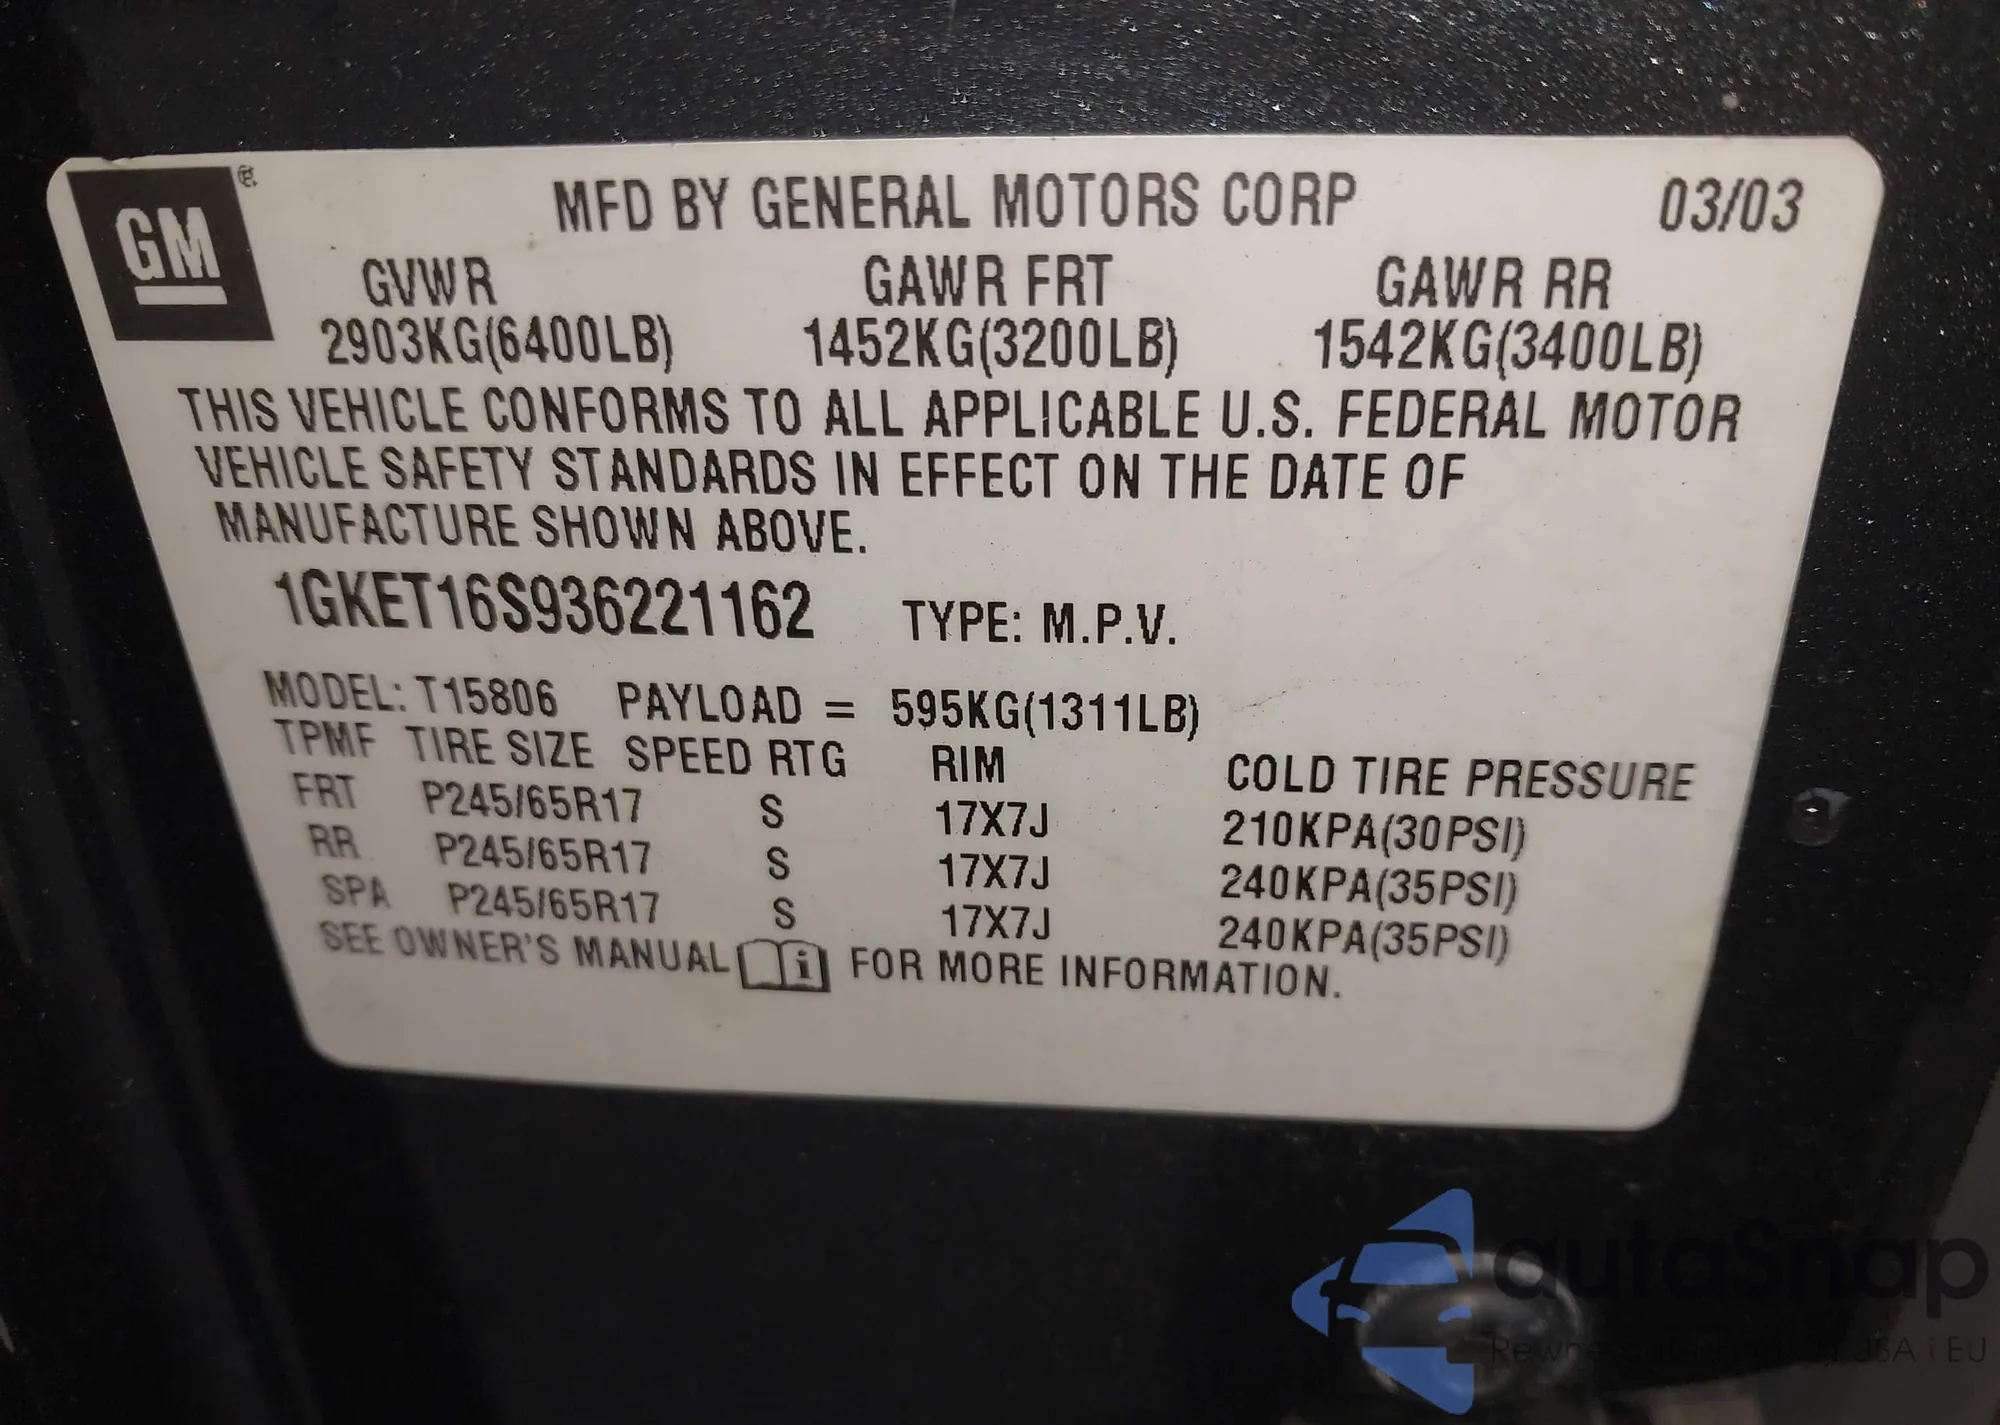 GM ®
MFD BY GENERAL MOTORS CORP 03/03
GVWR GAWR FRT GAWR RR
2903KG(6400LB) 1452KG(3200LB) 1542KG(3400LB)
THIS VEHICLE CONFORMS TO ALL APPLICABLE U.S. FEDERAL MOTOR
VEHICLE SAFETY STANDARDS IN EFFECT ON THE DATE OF
MANUFACTURE SHOWN ABOVE.
1GKET16S936221162 TYPE: M.P.V.
MODEL: T15806 PAYLOAD = 595KG(1311LB)
TPMF TIRE SIZE SPEED RTG RIM COLD TIRE PRESSURE
FRT P245/65R17 S 17X7J 210KPA(30PSI)
RR P245/65R17 S 17X7J 240KPA(35PSI)
SPA P245/65R17 S 17X7J 240KPA(35PSI)
SEE OWNER'S MANUAL i FOR MORE INFORMATION.
autaSnap
USA i EU